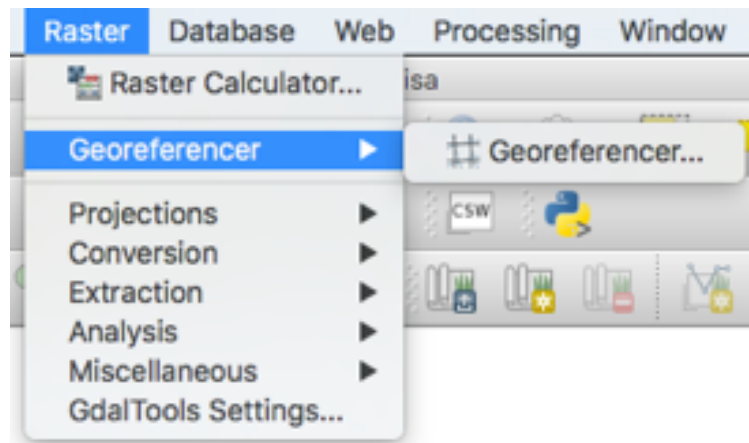 Raster Database Web Processing Window
Raster Calculator... isa
Georeferencer Georeferencer...
CSW
Projections
Conversion
Extraction
Analysis
Miscellaneous
GdalTools Settings...